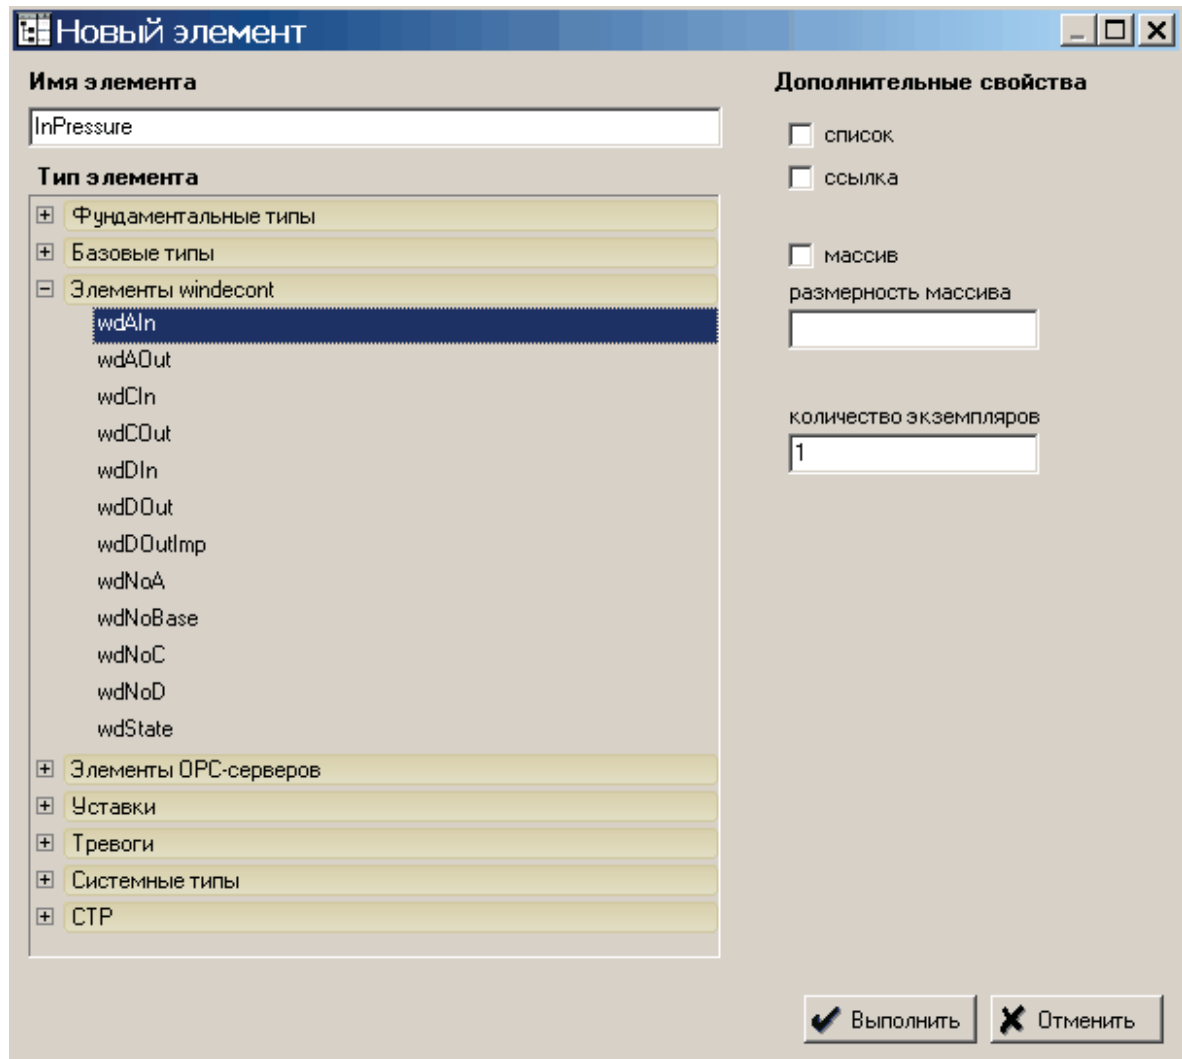 Новый элемент
Имя элемента
InPressure
Тип элемента
Фундаментальные типы
Базовые типы
Элементы windecont
wdAIn
wdAOut
wdCIn
wdCOut
wdDIn
wdDOut
wdDOutImp
wdNoA
wdNoBase
wdNoC
wdNoD
wdState
Элементы OPC-серверов
Уставки
Тревоги
Системные типы
СТР
Дополнительные свойства
список
ссылка
массив
размерность массива
количество экземпляров
1
Выполнить
Отменить